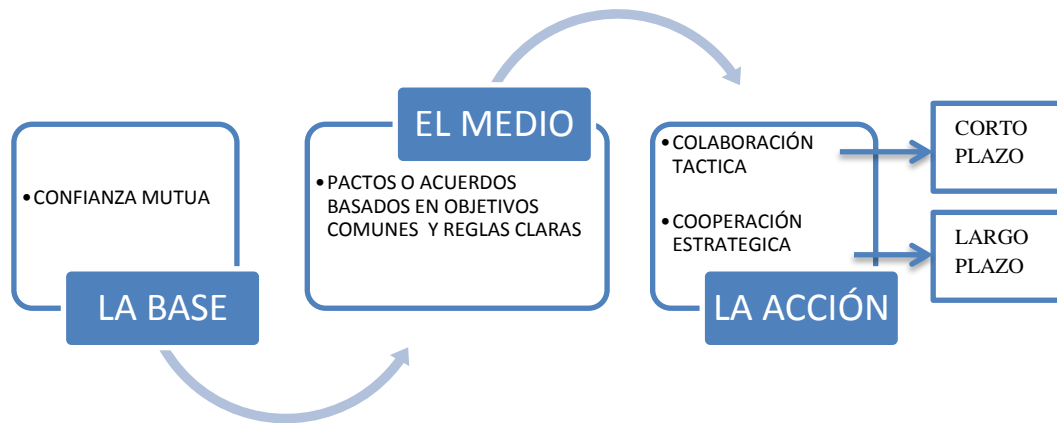 •CONFIANZA MUTUA
LA BASE
EL MEDIO
•PACTOS O ACUERDOS
BASADOS EN OBJETIVOS
COMUNES Y REGLAS CLARAS
•COLABORACIÓN
TACTICA
•COOPERACIÓN
ESTRATEGICA
LA ACCIÓN
CORTO
PLAZO
LARGO
PLAZO